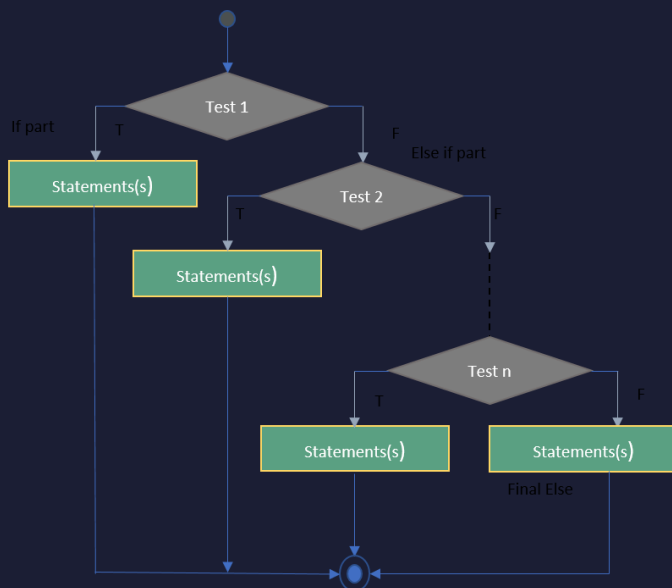 Test 1
If part
T
F
Else if part
Statements(s)
Test 2
T
F
Statements(s)
Test n
T
F
Statements(s)
Statements(s)
Final Else